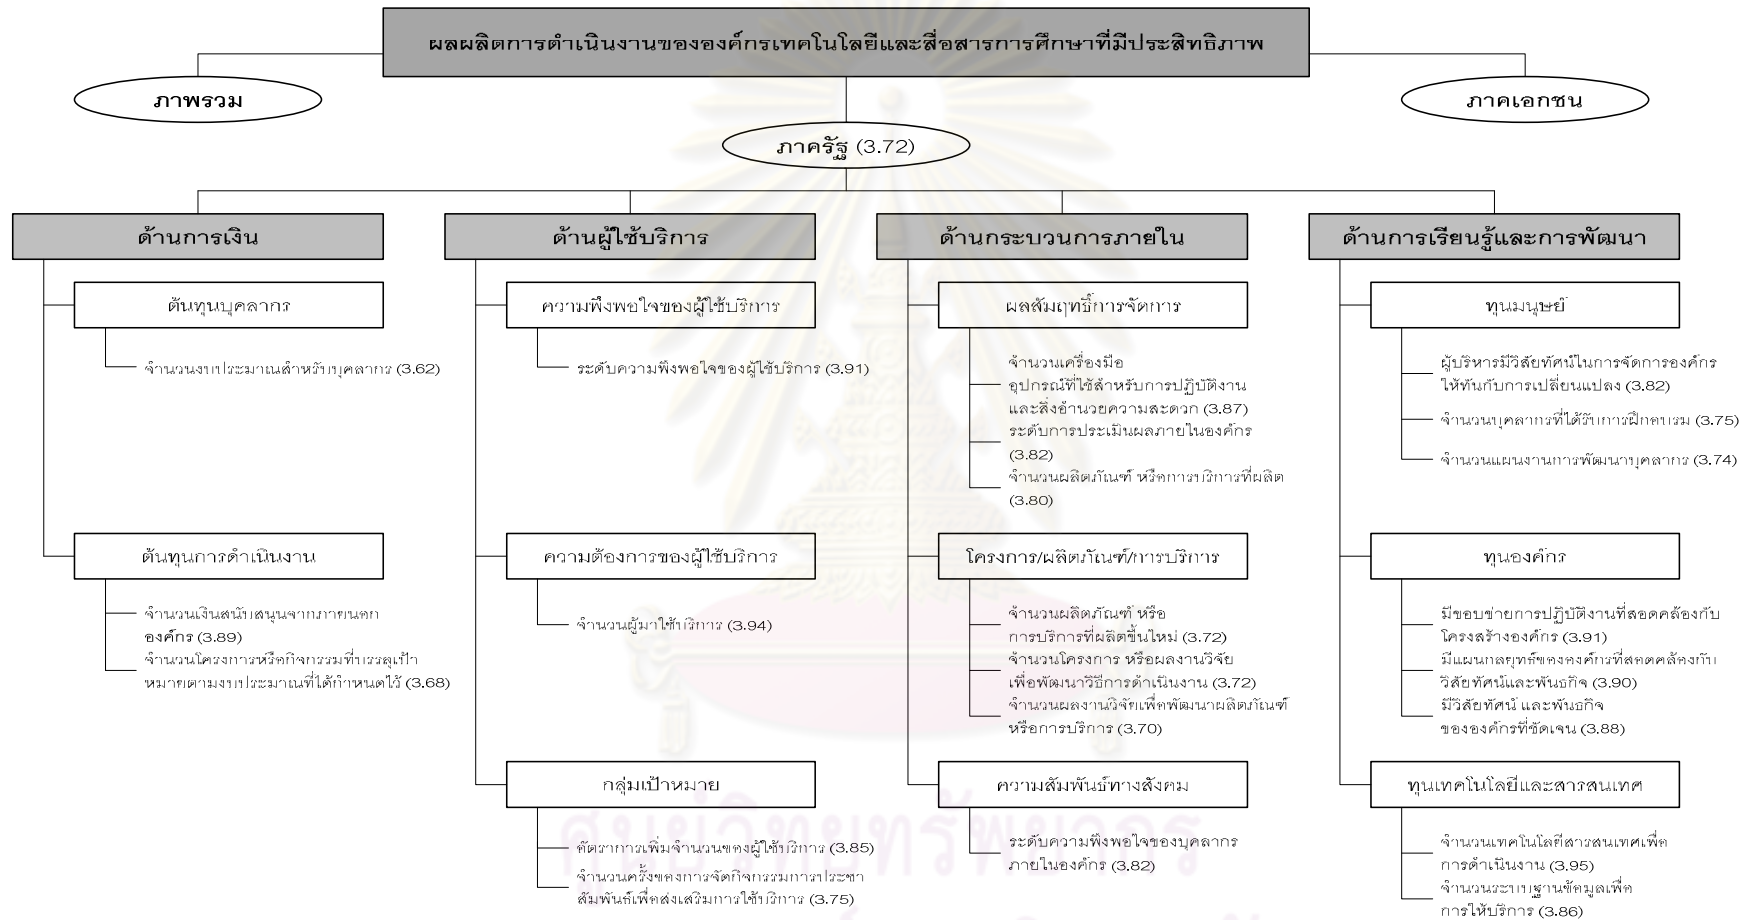 ผลผลิตการดำเนินงานขององค์กรเทคโนโลยีและสื่อสารการศึกษาที่มีประสิทธิภาพ
ภาพรวม
ภาคเอกชน
ภาครัฐ (3.72)
ด้านการเงิน
ต้นทุนบุคลากร
จำนวนงบประมาณสำหรับบุคลากร (3.62)
ต้นทุนการดำเนินงาน
จำนวนเงินสนับสนุนจากภายนอก
องค์กร (3.89)
จำนวนโครงการหรือกิจกรรมที่บรรลุเป้า
หมายตามงบประมาณที่ได้กำหนดไว้ (3.68)
ด้านผู้ใช้บริการ
ความพึงพอใจของผู้ใช้บริการ
ระดับความพึงพอใจของผู้ใช้บริการ (3.91)
ความต้องการของผู้ใช้บริการ
จำนวนผู้มาใช้บริการ (3.94)
กลุ่มเป้าหมาย
อัตราการเพิ่มจำนวนของผู้ใช้บริการ (3.85)
จำนวนครั้งของการจัดกิจกรรมการประชา
สัมพันธ์เพื่อส่งเสริมการใช้บริการ (3.75)
ด้านกระบวนการภายใน
ผลสัมฤทธิ์การจัดการ
จำนวนเครื่องมือ
อุปกรณ์ที่ใช้สำหรับการปฏิบัติงาน
และสิ่งอำนวยความสะดวก (3.87)
ระดับการประเมินผลภายในองค์กร
(3.82)
จำนวนผลิตภัณฑ์ หรือการบริการที่ผลิต
(3.80)
โครงการ/ผลิตภัณฑ์/การบริการ
จำนวนผลิตภัณฑ์ หรือ
การบริการที่ผลิตขึ้นใหม่ (3.72)
จำนวนโครงการ หรือผลงานวิจัย
เพื่อพัฒนาวิธีการดำเนินงาน (3.72)
จำนวนผลงานวิจัยเพื่อพัฒนาผลิตภัณฑ์
หรือการบริการ (3.70)
ความสัมพันธ์ทางสังคม
ระดับความพึงพอใจของบุคลากร
ภายในองค์กร (3.82)
ด้านการเรียนรู้และการพัฒนา
ทุนมนุษย์
ผู้บริหารมีวิสัยทัศน์ในการจัดการองค์กร
ให้ทันกับการเปลี่ยนแปลง (3.82)
จำนวนบุคลากรที่ได้รับการฝึกอบรม (3.75)
จำนวนแผนงานการพัฒนาบุคลากร (3.74)
ทุนองค์กร
มีขอบข่ายการปฏิบัติงานที่สอดคล้องกับ
โครงสร้างองค์กร (3.91)
มีแผนกลยุทธ์ขององค์กรที่สอดคล้องกับ
วิสัยทัศน์และพันธกิจ (3.90)
มีวิสัยทัศน์ และพันธกิจ
ขององค์กรที่ชัดเจน (3.88)
ทุนเทคโนโลยีและสารสนเทศ
จำนวนเทคโนโลยีสารสนเทศเพื่อ
การดำเนินงาน (3.95)
จำนวนระบบฐานข้อมูลเพื่อ
การให้บริการ (3.86)
ศูนย์วิทยทรัพยากร